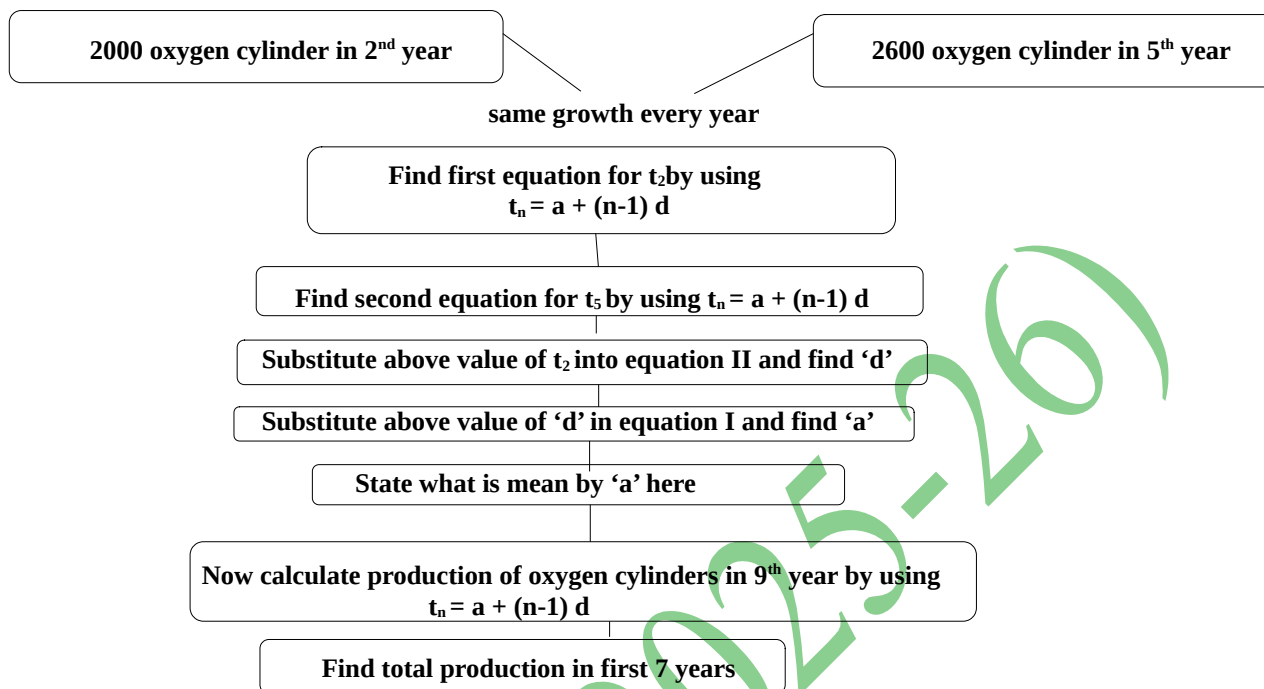 2000 oxygen cylinder in 2nd year
2600 oxygen cylinder in 5th year
same growth every year
Find first equation for t₂by using
tₙ = a + (n-1) d
Find second equation for t₅ by using tₙ = a + (n-1) d
Substitute above value of t₂ into equation II and find ‘d’
Substitute above value of ‘d’ in equation I and find ‘a’
State what is mean by ‘a’ here
Now calculate production of oxygen cylinders in 9th year by using
tₙ = a + (n-1) d
Find total production in first 7 years
2025-26)